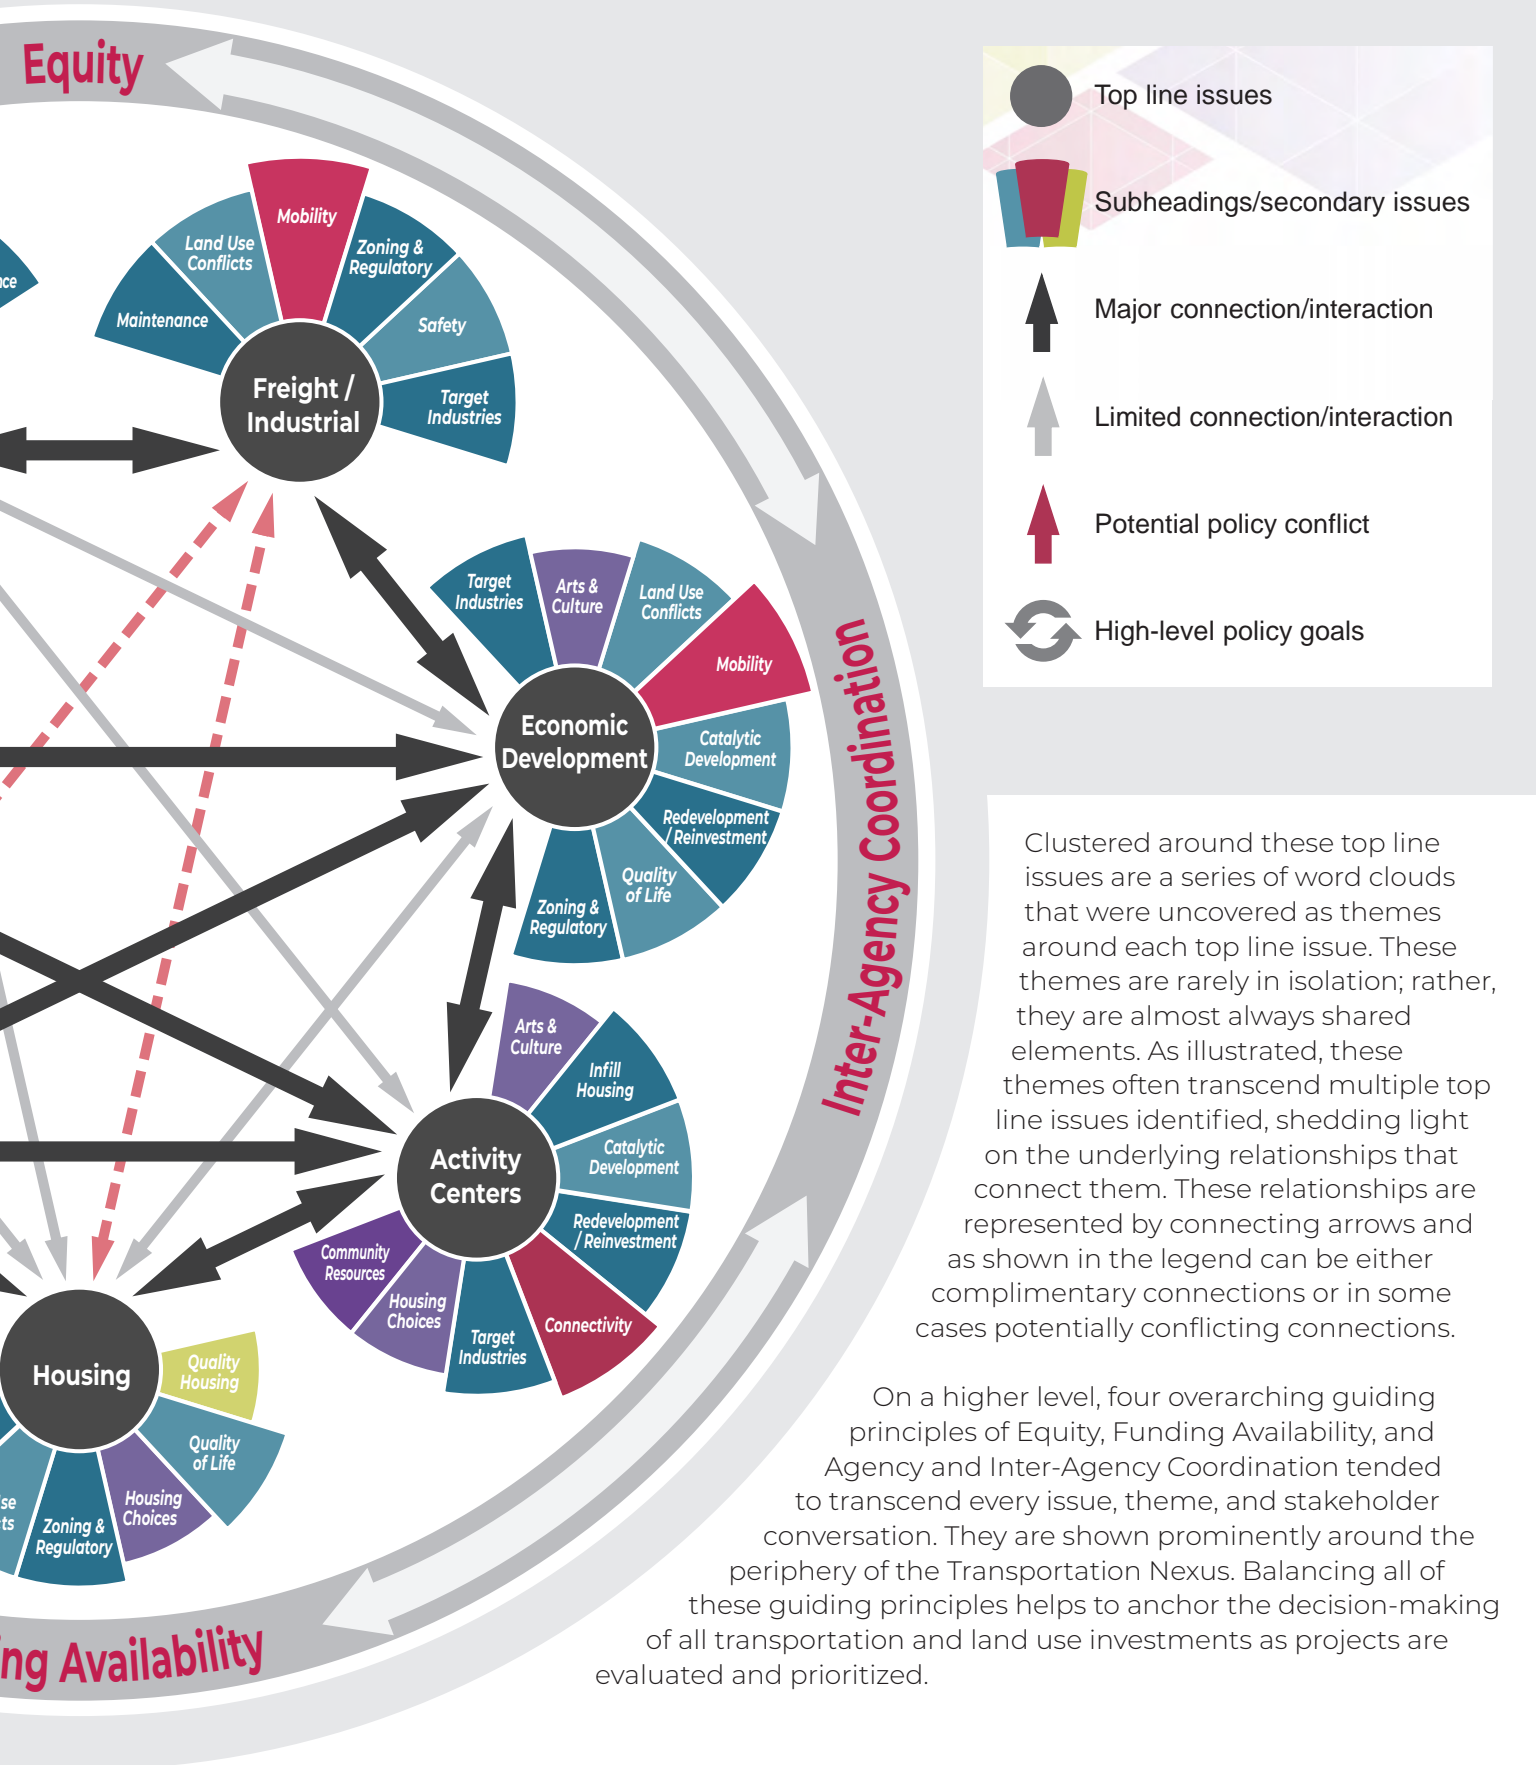 Equity
Mobility
Land Use
Conflicts
Zoning &
Regulatory
Maintenance
Safety
Target
Industries
Freight /
Industrial
Target
Industries
Arts &
Culture
Land Use
Conflicts
Mobility
Catalytic
Development
Redevelopment
/ Reinvestment
Quality
of Life
Zoning &
Regulatory
Economic
Development
Inter-Agency Coordination
Arts &
Culture
Infill
Housing
Catalytic
Development
Redevelopment
/ Reinvestment
Connectivity
Target
Industries
Housing
Choices
Community
Resources
Activity
Centers
Housing
Quality
Housing
Quality
of Life
Housing
Choices
Zoning &
Regulatory
ng Availability
Top line issues
Subheadings/secondary issues
Major connection/interaction
Limited connection/interaction
Potential policy conflict
High-level policy goals
Clustered around these top line
issues are a series of word clouds
that were uncovered as themes
around each top line issue. These
themes are rarely in isolation; rather,
they are almost always shared
elements. As illustrated, these
themes often transcend multiple top
line issues identified, shedding light
on the underlying relationships that
connect them. These relationships are
represented by connecting arrows and
as shown in the legend can be either
complimentary connections or in some
cases potentially conflicting connections.
On a higher level, four overarching guiding
principles of Equity, Funding Availability, and
Agency and Inter-Agency Coordination tended
to transcend every issue, theme, and stakeholder
conversation. They are shown prominently around the
periphery of the Transportation Nexus. Balancing all of
these guiding principles helps to anchor the decision-making
of all transportation and land use investments as projects are
evaluated and prioritized.